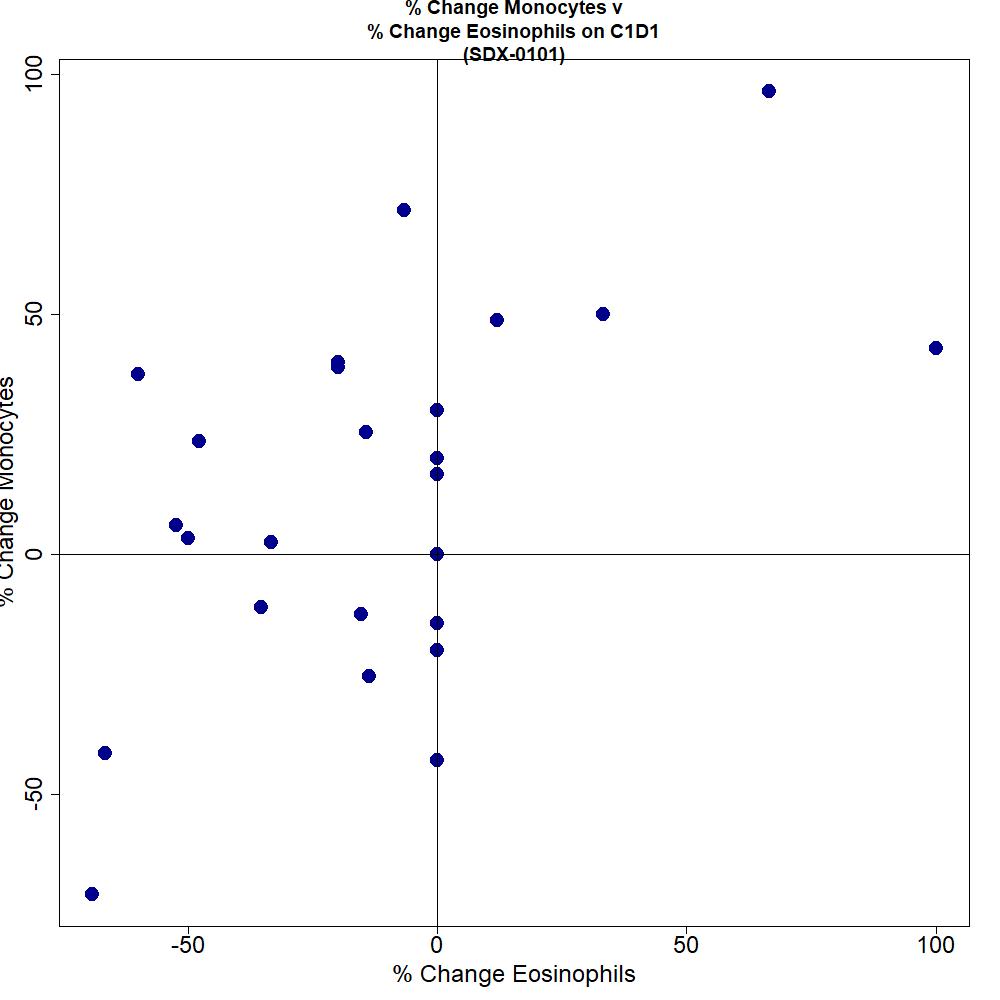 % Change Monocytes v
% Change Eosinophils on C1D1
(SDX-0101)
100
50
0
-50
% Change Monocytes
-50 0 50 100
% Change Eosinophils